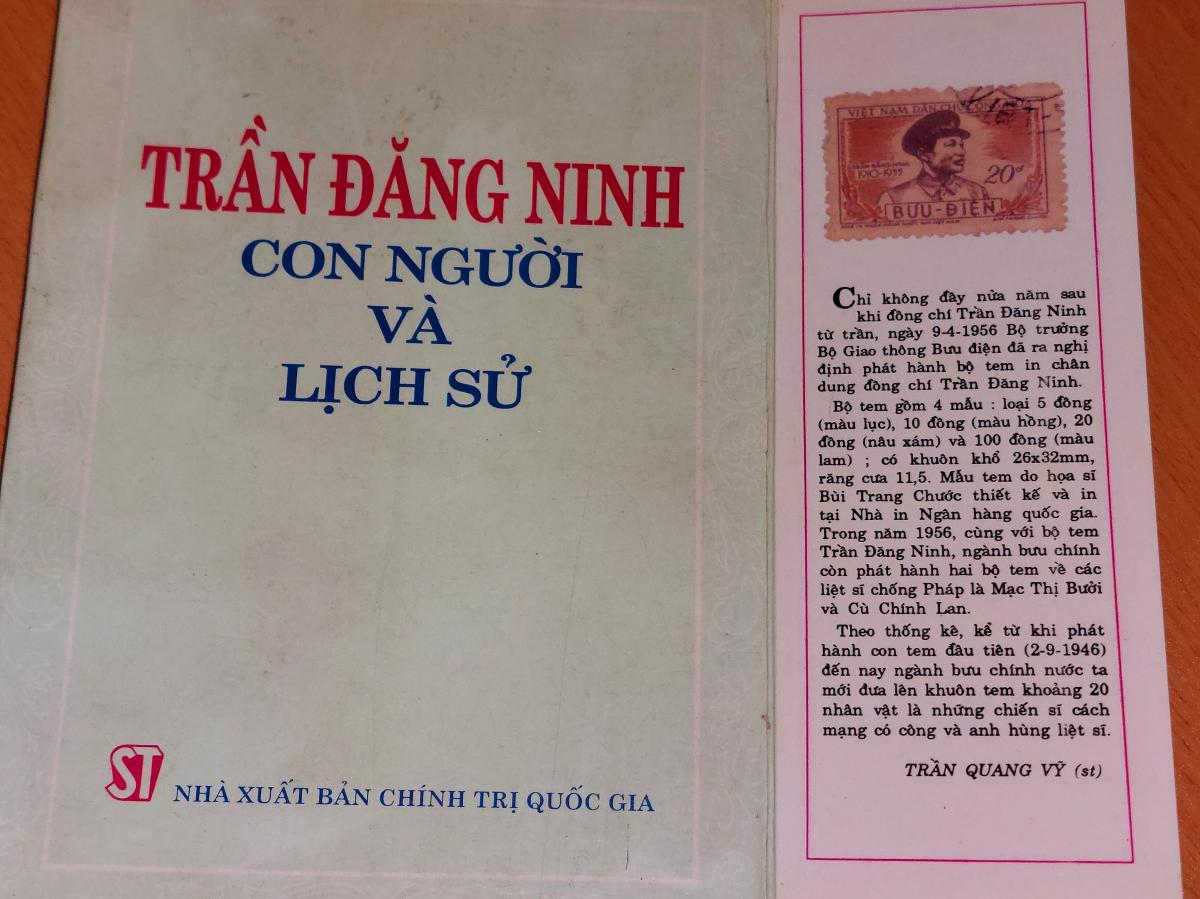 TRẦN ĐĂNG NINH
CON NGƯỜI
VÀ
LỊCH SỬ
ST
NHÀ XUẤT BẢN CHÍNH TRỊ QUỐC GIA
VIỆT NAM DÂN CHỦ CỘNG HÒA
TRẦN ĐĂNG NINH
1910-1955
20đ
BƯU-ĐIỆN
Chỉ không đầy nửa năm sau
khi đồng chí Trần Đăng Ninh
từ trần, ngày 9-4-1956 Bộ trưởng
Bộ Giao thông Bưu điện đã ra nghị
định phát hành bộ tem in chân
dung đồng chí Trần Đăng Ninh.
Bộ tem gồm 4 mẫu : loại 5 đồng
(màu lục), 10 đồng (màu hồng), 20
đồng (nâu xám) và 100 đồng (màu
lam) ; có khuôn khổ 26x32mm,
răng cưa 11,5. Mẫu tem do họa sĩ
Bùi Trang Chước thiết kế và in
tại Nhà in Ngân hàng quốc gia.
Trong năm 1956, cùng với bộ tem
Trần Đăng Ninh, ngành bưu chính
còn phát hành hai bộ tem về các
liệt sĩ chống Pháp là Mạc Thị Bưởi
và Cù Chính Lan.
Theo thống kê, kể từ khi phát
hành con tem đầu tiên (2-9-1946)
đến nay ngành bưu chính nước ta
mới đưa lên khuôn tem khoảng 20
nhân vật là những chiến sĩ cách
mạng có công và anh hùng liệt sĩ.
TRẦN QUANG VỸ (st)